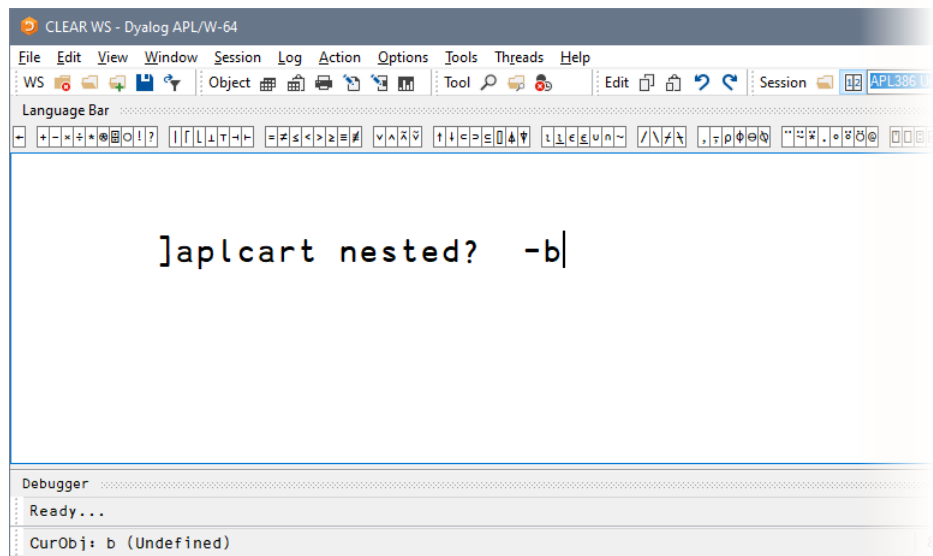 CLEAR WS - Dyalog APL/W-64
File Edit View Window Session Log Action Options Tools Threads Help
WS Object Tool Edit Session APL386 U
Language Bar
← + - × ÷ * ⍟ ⌹ ○ ! ? | ⌈ ⌊ ⊥ ⊤ ⊣ ⊢ = ≠ ≤ < > ≥ ≡ ≢ ∨ ∧ ⍲ ⍱ ↑ ↓ ⊂ ⊃ ⊆ ⌷ ⍋ ⍒ ⍳ ⍸ ∊ ⍷ ∪ ∩ ~ / \ ⌿ ⍀ , ⍪ ⍴ ⌽ ⊖ ⍉ ¨ ⍨ ⍣ . ∘ ⍤ ⍥ @
]aplcart nested?  -b
Debugger
Ready...
CurObj: b (Undefined)